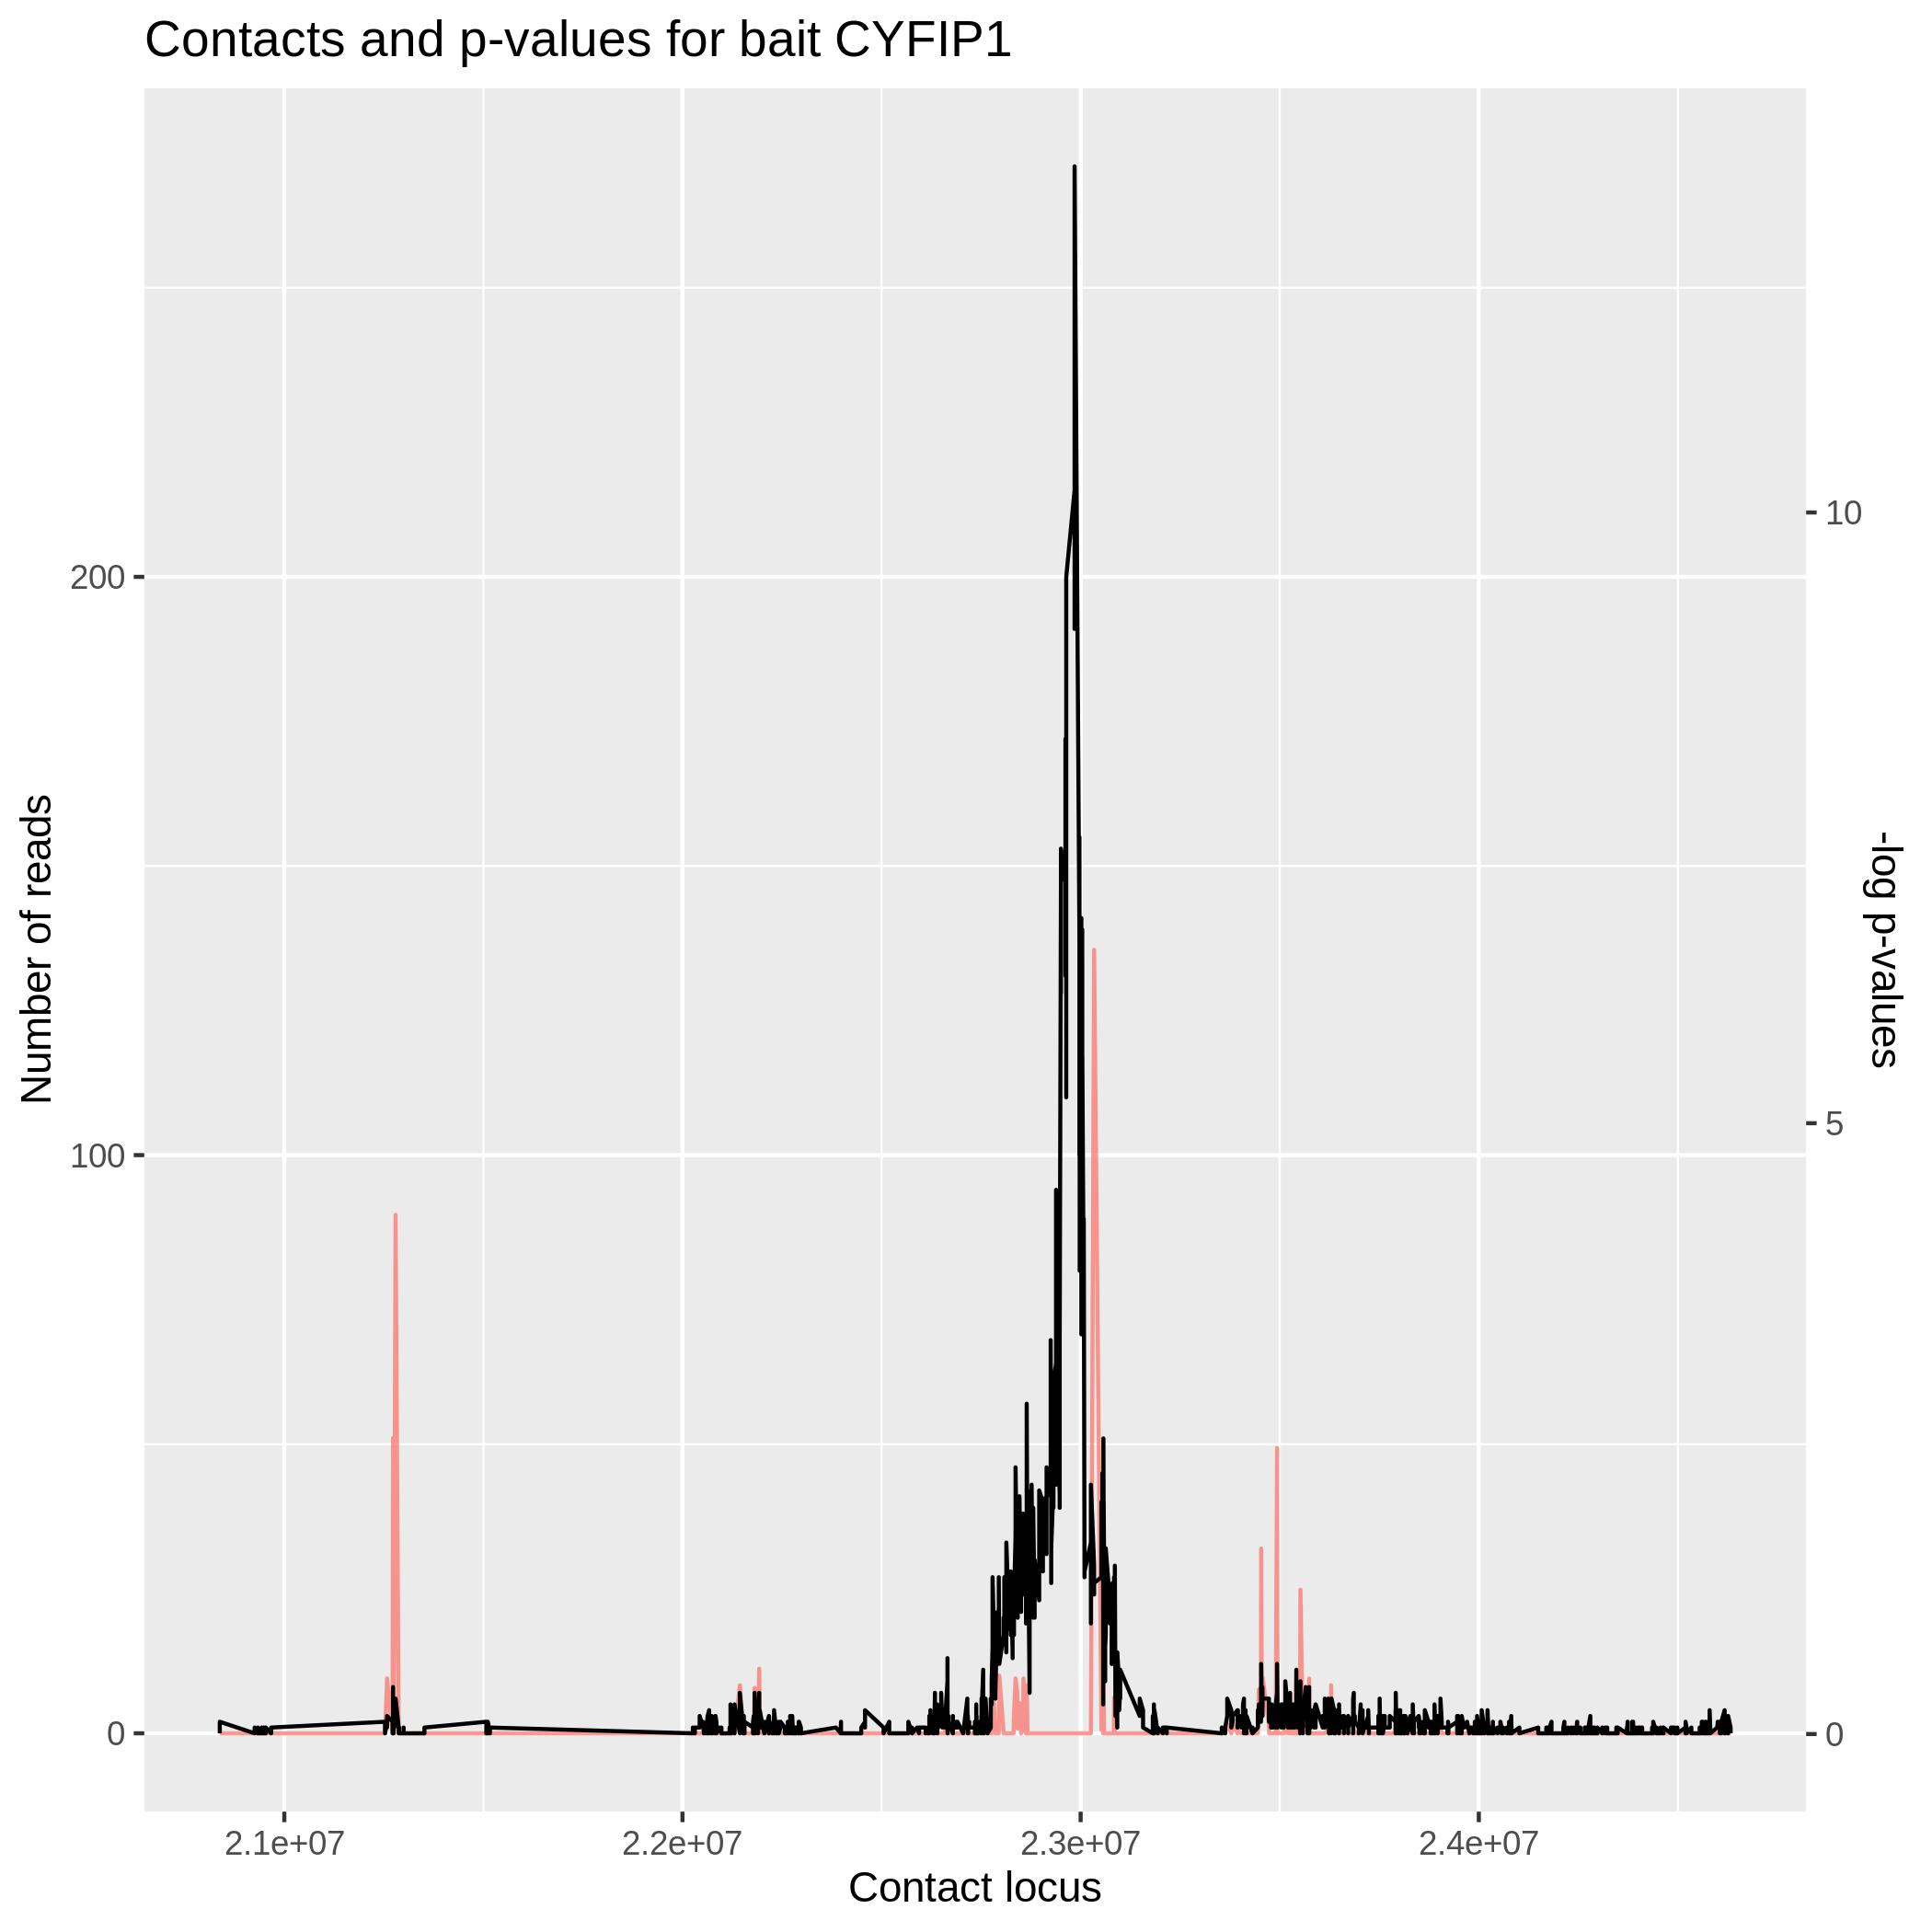 Contacts and p-values for bait CYFIP1
Number of reads
200
100
0
10
5
0
-log p-values
2.1e+07
2.2e+07
2.3e+07
2.4e+07
Contact locus